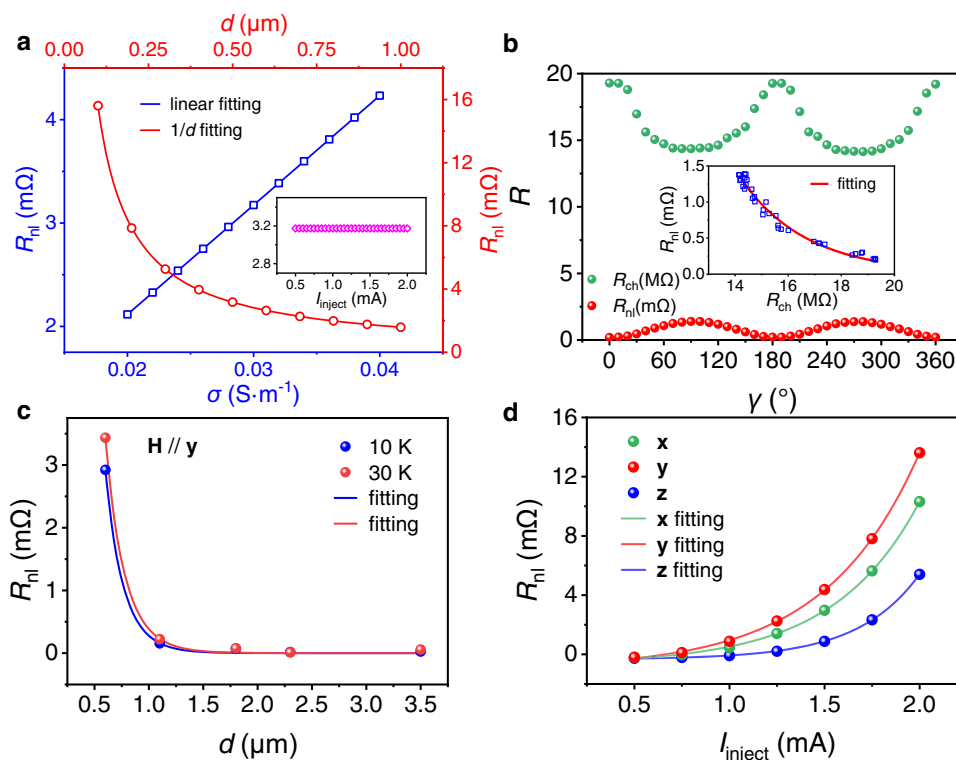 a
d (μm)
0.00 0.25 0.50 0.75 1.00
linear fitting
1/d fitting
4
3
2
R_nl (mΩ)
16
12
8
4
0
R_nl (mΩ)
3.6
3.2
2.8
0.5 1.0 1.5 2.0
I_inject (mA)
0.02 0.03 0.04
σ (S·m⁻¹)
b
20
15
10
5
0
R
fitting
1.5
1.0
0.5
0.0
R_nl (mΩ)
14 16 18 20
R_ch (MΩ)
R_ch(MΩ)
R_nl(mΩ)
0 60 120 180 240 300 360
γ (°)
c
H // y
10 K
30 K
fitting
fitting
3
2
1
0
R_nl (mΩ)
0.5 1.0 1.5 2.0 2.5 3.0 3.5
d (μm)
d
x
y
z
x fitting
y fitting
z fitting
16
12
8
4
0
R_nl (mΩ)
0.5 1.0 1.5 2.0
I_inject (mA)